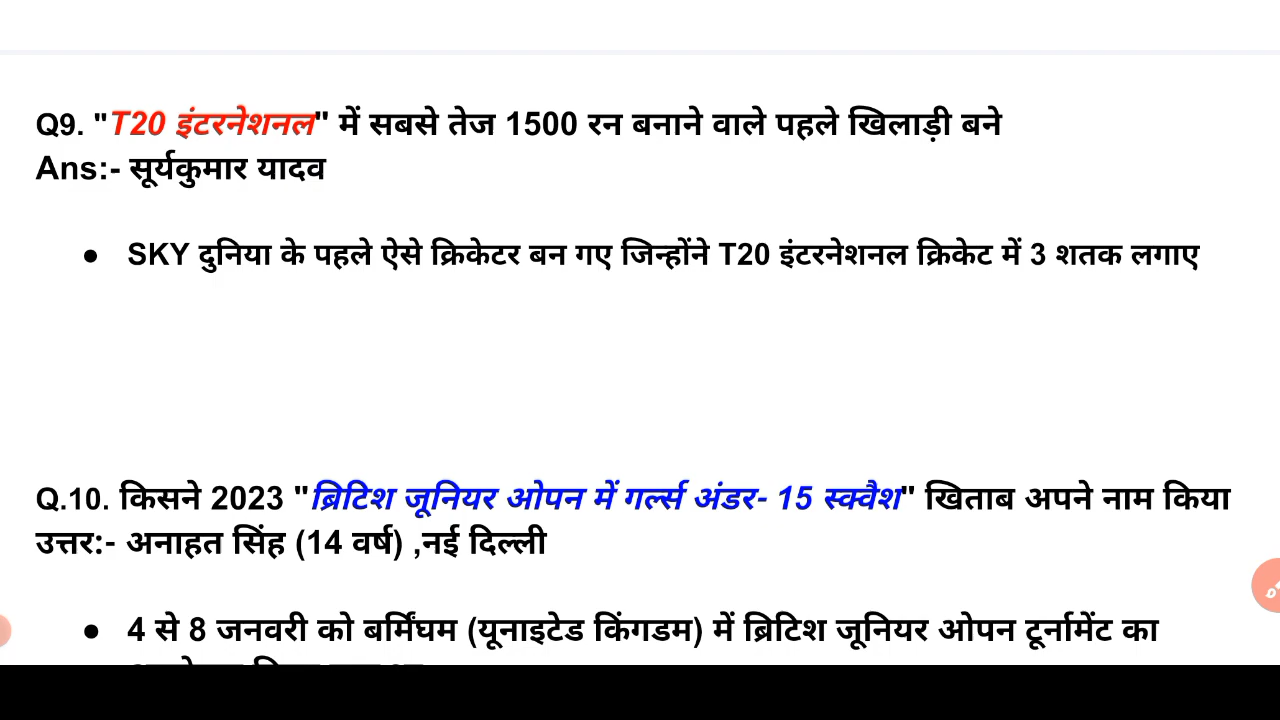 Q9. "T20 इंटरनेशनल" में सबसे तेज 1500 रन बनाने वाले पहले खिलाड़ी बने
Ans:- सूर्यकुमार यादव
● SKY दुनिया के पहले ऐसे क्रिकेटर बन गए जिन्होंने T20 इंटरनेशनल क्रिकेट में 3 शतक लगाए
Q.10. किसने 2023 "ब्रिटिश जूनियर ओपन में गर्ल्स अंडर- 15 स्क्वैश" खिताब अपने नाम किया
उत्तर:- अनाहत सिंह (14 वर्ष) ,नई दिल्ली
● 4 से 8 जनवरी को बर्मिंघम (यूनाइटेड किंगडम) में ब्रिटिश जूनियर ओपन टूर्नामेंट का